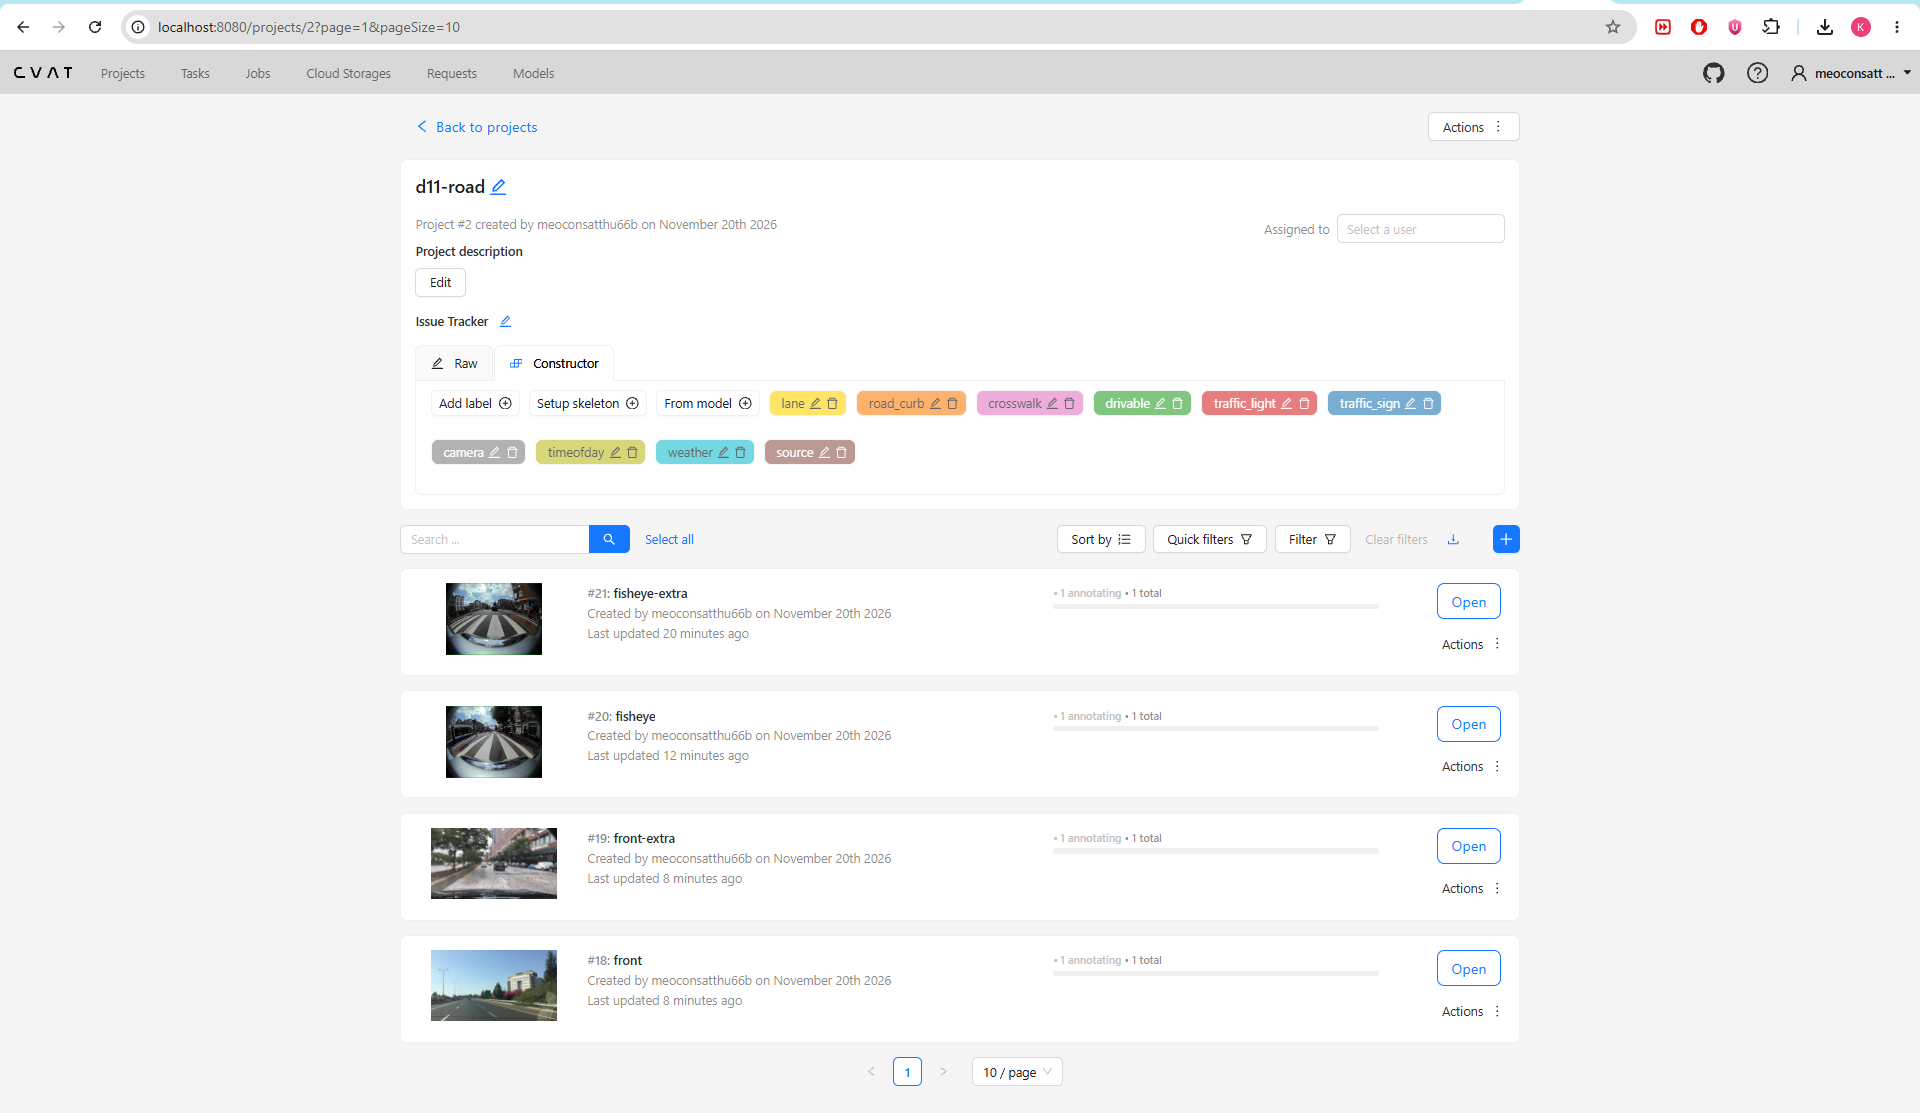 localhost:8080/projects/2?page=1&pageSize=10
K
CVAT Projects Tasks Jobs Cloud Storages Requests Models meoconsatt ...
Back to projects Actions
d11-road
Project #2 created by meoconsatthu66b on November 20th 2026
Assigned to Select a user
Project description
Edit
Issue Tracker
Raw Constructor
Add label Setup skeleton From model lane road_curb crosswalk drivable traffic_light traffic_sign
camera timeofday weather source
Search ... Select all Sort by Quick filters Filter Clear filters
#21: fisheye-extra
Created by meoconsatthu66b on November 20th 2026
Last updated 20 minutes ago
• 1 annotating • 1 total
Open
Actions
#20: fisheye
Created by meoconsatthu66b on November 20th 2026
Last updated 12 minutes ago
• 1 annotating • 1 total
Open
Actions
#19: front-extra
Created by meoconsatthu66b on November 20th 2026
Last updated 8 minutes ago
• 1 annotating • 1 total
Open
Actions
#18: front
Created by meoconsatthu66b on November 20th 2026
Last updated 8 minutes ago
• 1 annotating • 1 total
Open
Actions
1 10 / page